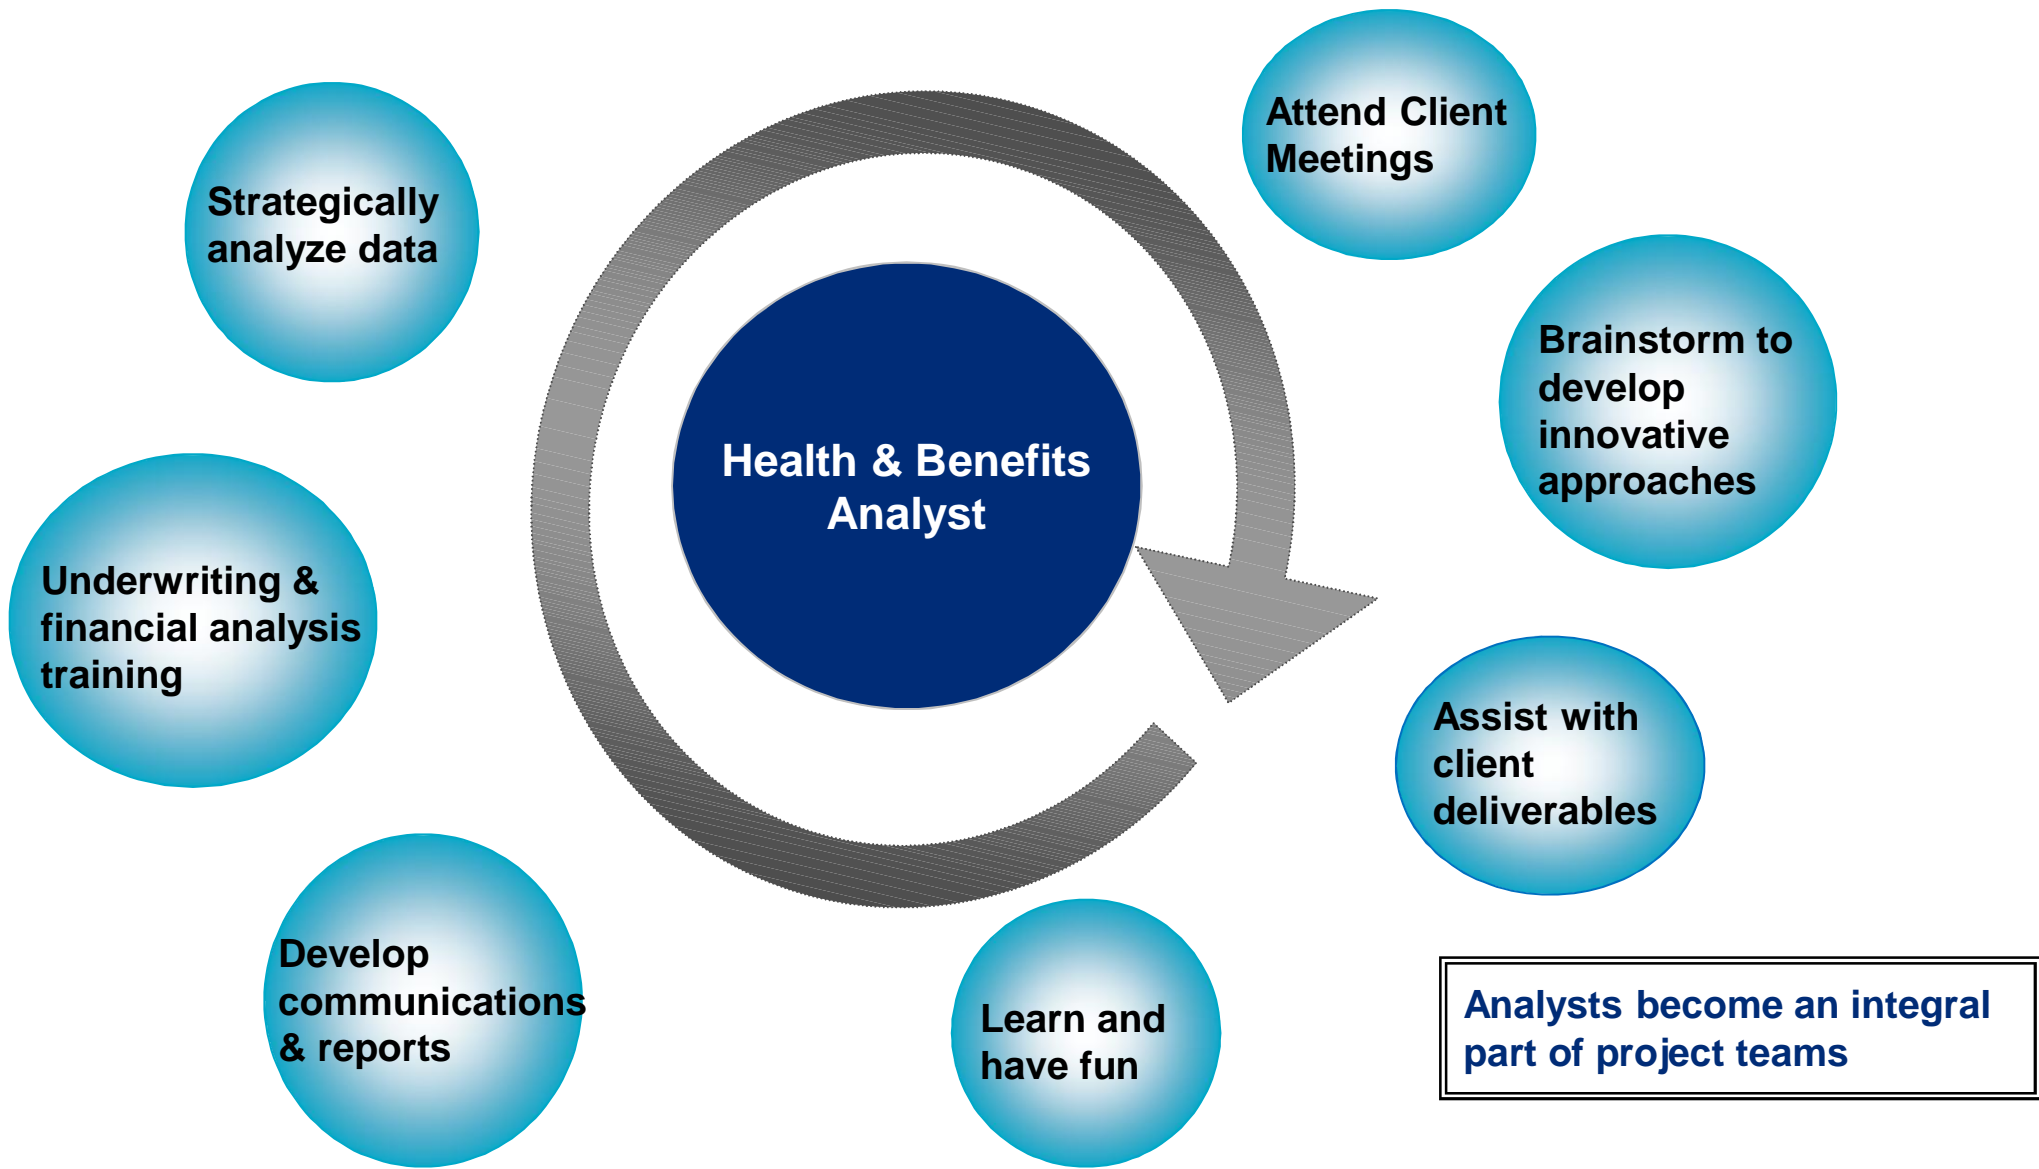 Attend Client
Meetings
Strategically
analyze data
Brainstorm to
develop
innovative
approaches
Health & Benefits
Analyst
Underwriting &
financial analysis
training
Assist with
client
deliverables
Develop
communications
& reports
Learn and
have fun
Analysts become an integral
part of project teams